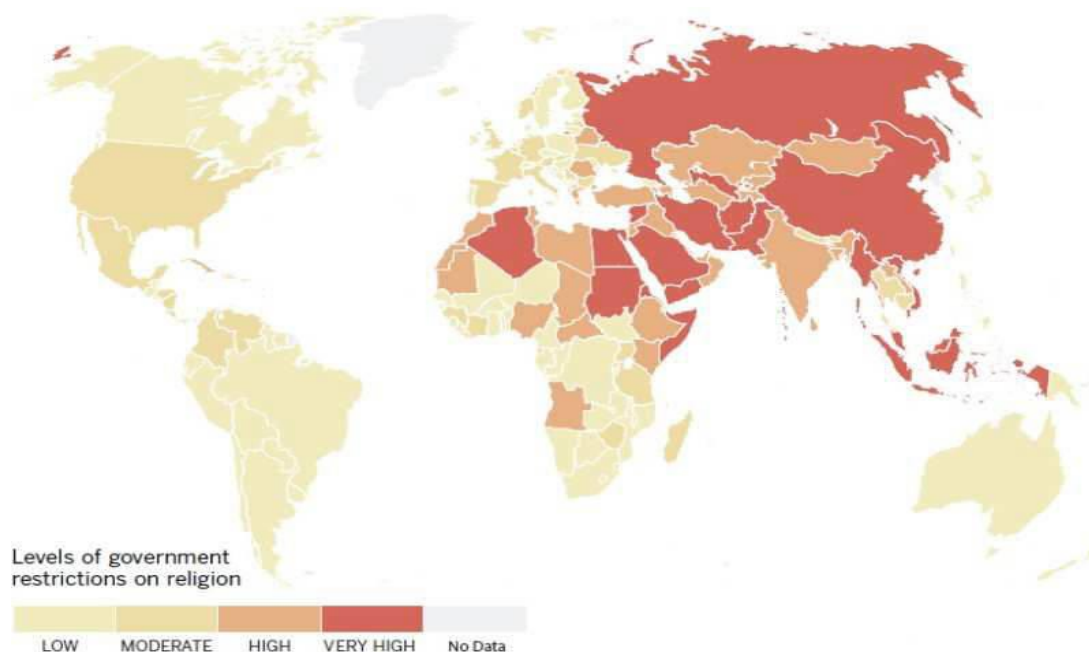 Levels of government
restrictions on religion
LOW MODERATE HIGH VERY HIGH No Data